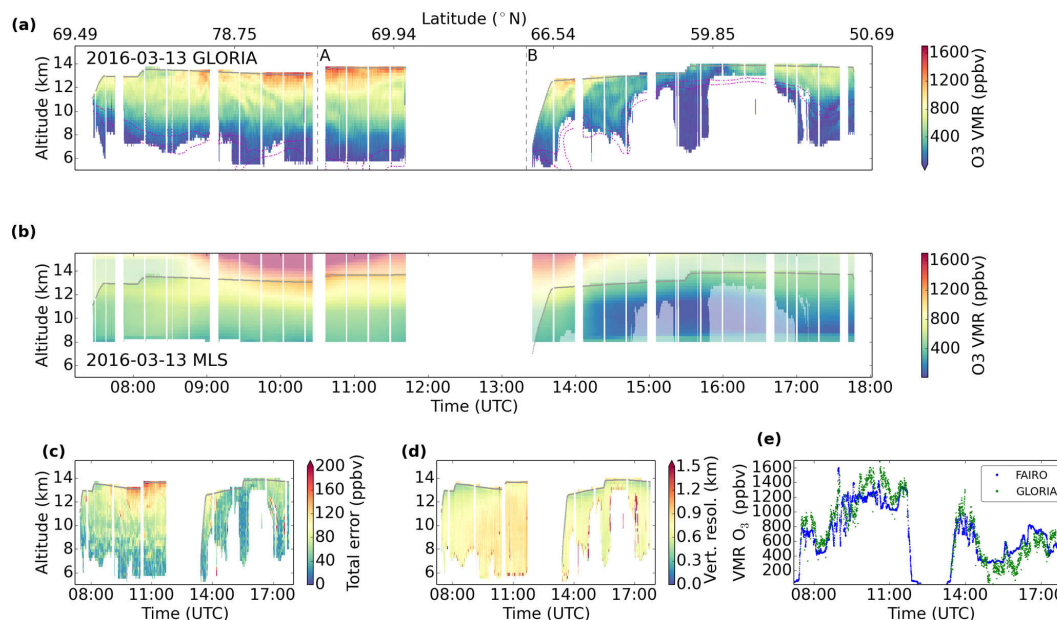 Latitude (°N)
(a) 69.49 78.75 69.94 66.54 59.85 50.69
2016-03-13 GLORIA A B
Altitude (km)
14
12
10
8
6
1600
1200
800
400
O3 VMR (ppbv)
(b)
Altitude (km)
14
12
10
8
6
2016-03-13 MLS
1600
1200
800
400
O3 VMR (ppbv)
08:00 09:00 10:00 11:00 12:00 13:00 14:00 15:00 16:00 17:00 18:00
Time (UTC)
(c)
Altitude (km)
14
12
10
8
6
08:00 11:00 14:00 17:00
Time (UTC)
200
160
120
80
40
0
Total error (ppbv)
(d)
14
12
10
8
6
08:00 11:00 14:00 17:00
Time (UTC)
1.5
1.2
0.9
0.6
0.3
0.0
Vert. resol. (km)
(e)
VMR O₃ (ppbv)
1600
1400
1200
1000
800
600
400
200
FAIRO
GLORIA
08:00 11:00 14:00 17:00
Time (UTC)